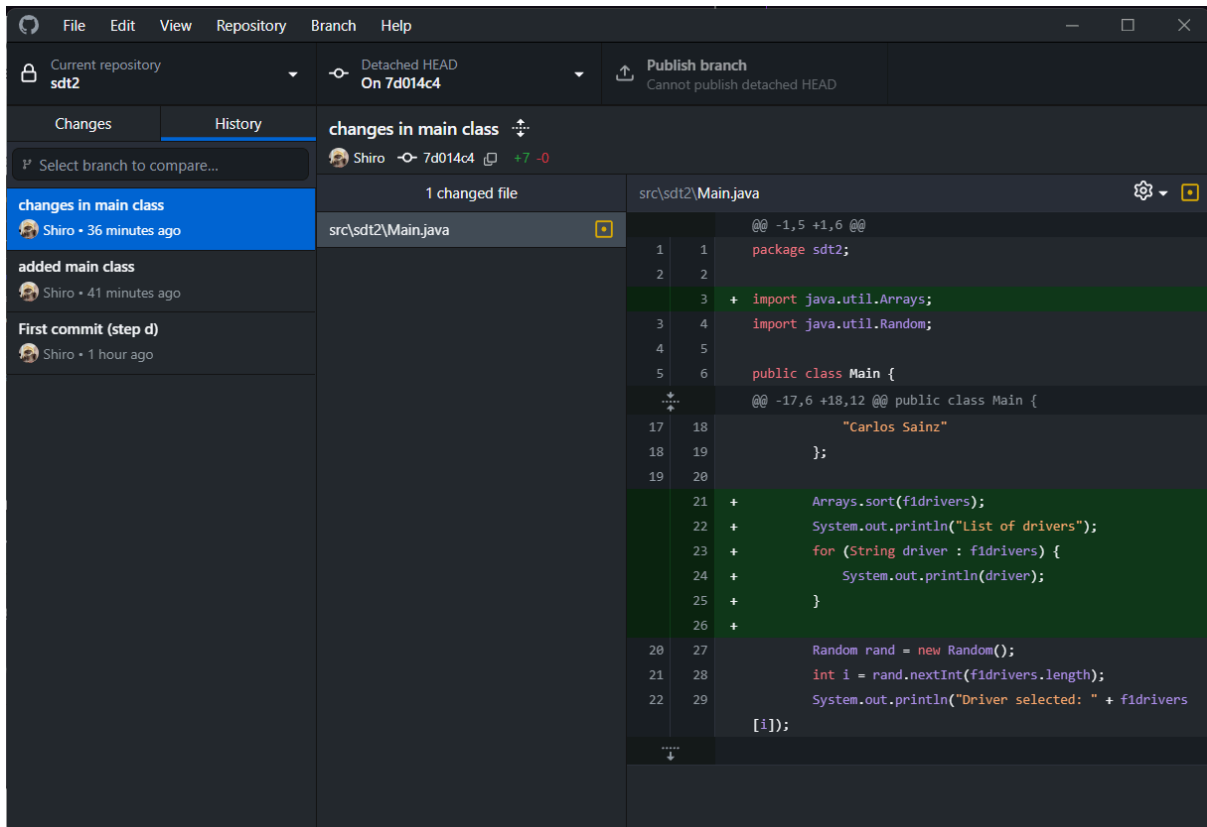 File Edit View Repository Branch Help
Current repository
sdt2
Detached HEAD
On 7d014c4
Publish branch
Cannot publish detached HEAD
Changes History
Select branch to compare...
changes in main class
Shiro • 36 minutes ago
added main class
Shiro • 41 minutes ago
First commit (step d)
Shiro • 1 hour ago
changes in main class
Shiro 7d014c4 +7 -0
1 changed file
src\sdt2\Main.java
src\sdt2\Main.java
@@ -1,5 +1,6 @@
1 1 package sdt2;
2 2
3 + import java.util.Arrays;
3 4 import java.util.Random;
4 5
5 6 public class Main {
@@ -17,6 +18,12 @@ public class Main {
17 18 "Carlos Sainz"
18 19 };
19 20
21 + Arrays.sort(f1drivers);
22 + System.out.println("List of drivers");
23 + for (String driver : f1drivers) {
24 + System.out.println(driver);
25 + }
26 +
20 27 Random rand = new Random();
21 28 int i = rand.nextInt(f1drivers.length);
22 29 System.out.println("Driver selected: " + f1drivers
[i]);